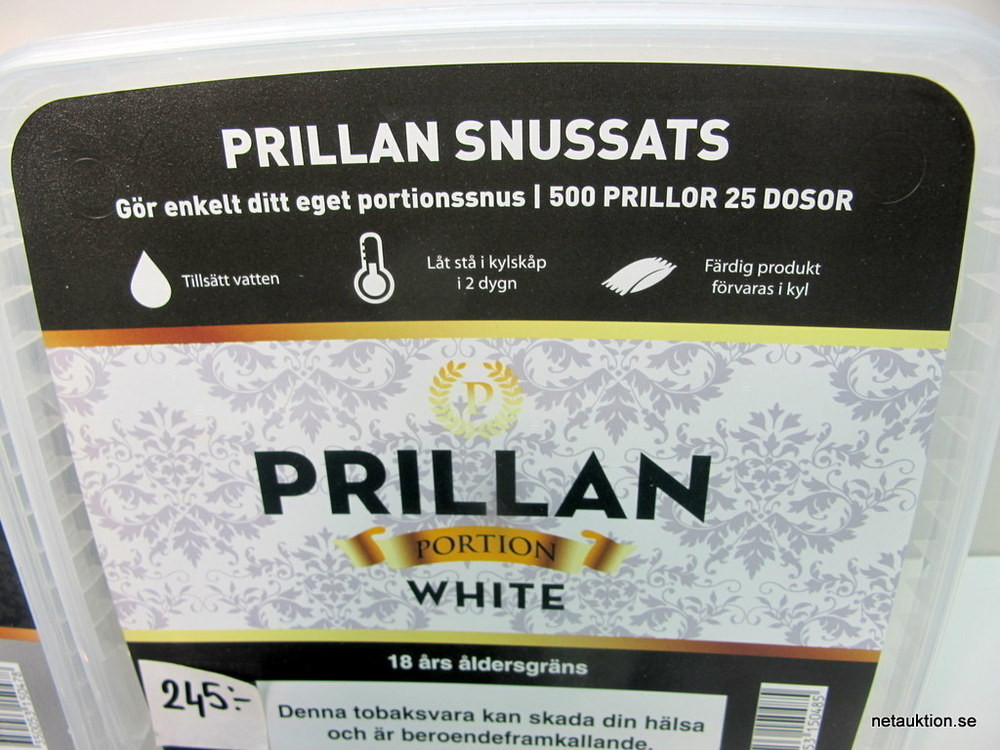 PRILLAN SNUSSATS
Gör enkelt ditt eget portionssnus | 500 PRILLOR 25 DOSOR
Tillsätt vatten
Låt stå i kylskåp
i 2 dygn
Färdig produkt
förvaras i kyl
P
PRILLAN
PORTION
WHITE
18 års åldersgräns
245:-
Denna tobaksvara kan skada din hälsa
och är beroendeframkallande.
netauktion.se